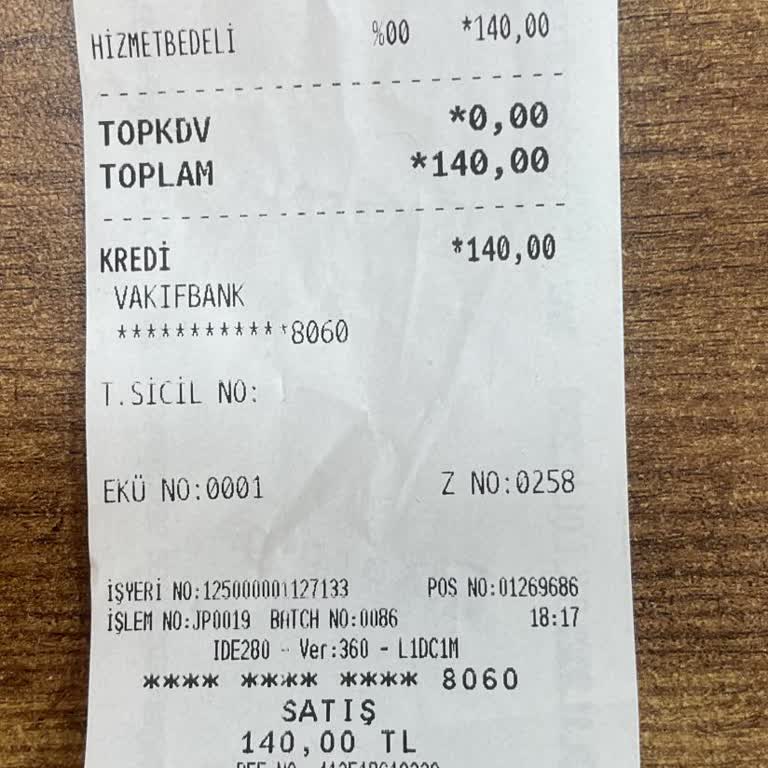 HİZMETBEDELİ %00 *140,00
TOPKDV *0,00
TOPLAM *140,00
KREDİ *140,00
VAKIFBANK
************8060
T.SİCİL NO:
EKÜ NO:0001 Z NO:0258
İŞYERİ NO:125000001127133 POS NO:01269686
İŞLEM NO:JP0019 BATCH NO:0086 18:17
IDE280 - Ver:360 - L1DC1M
**** **** **** 8060
SATIŞ
140,00 TL